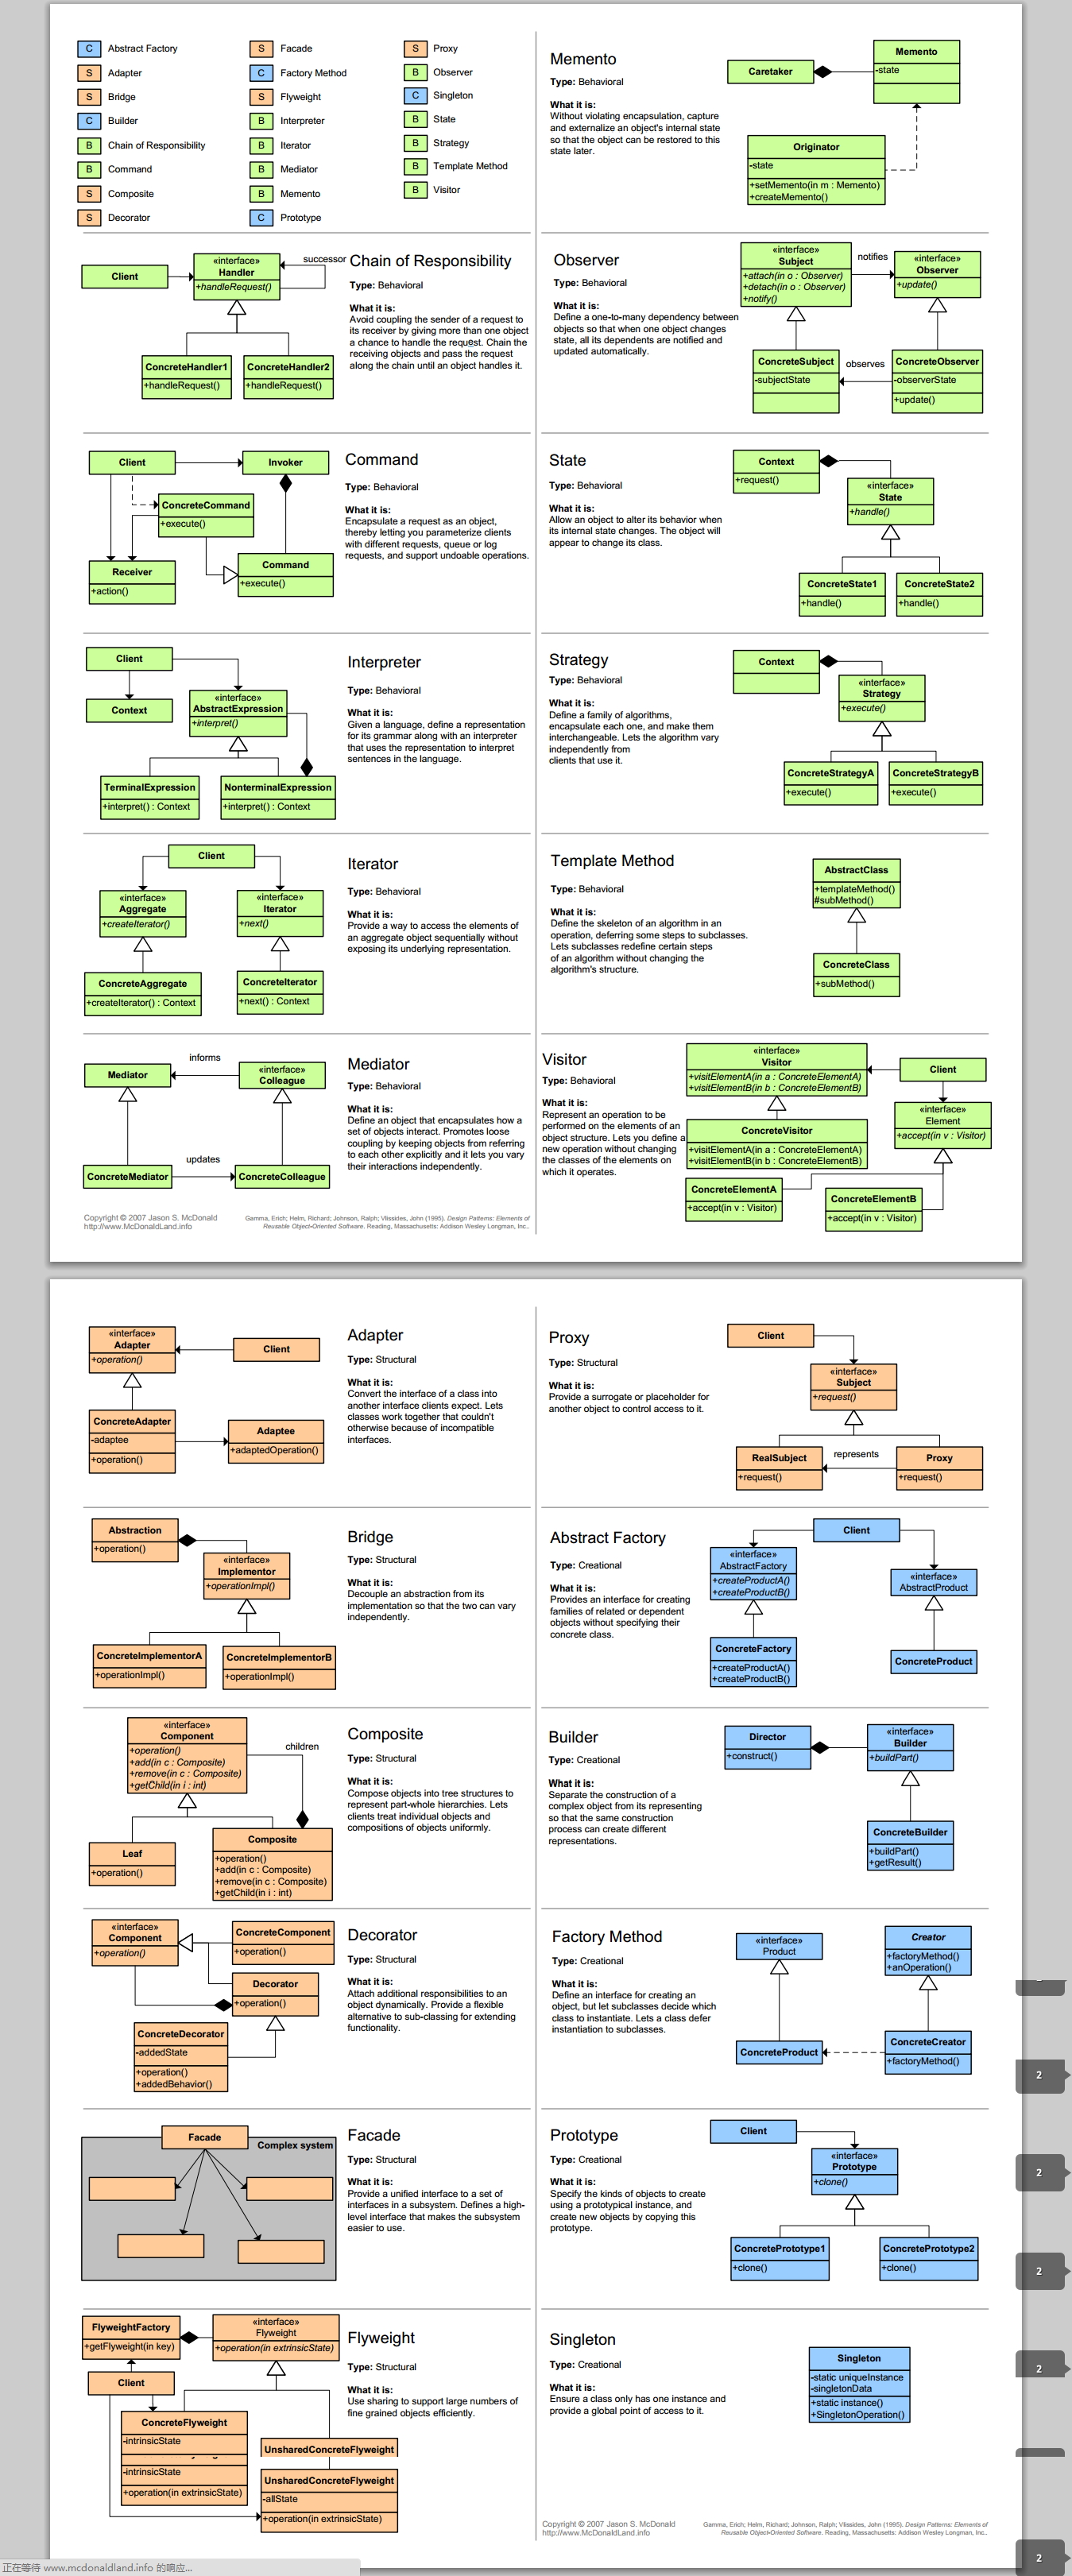 C Abstract Factory
S Adapter
S Bridge
C Builder
B Chain of Responsibility
B Command
S Composite
S Decorator
S Facade
C Factory Method
S Flyweight
B Interpreter
B Iterator
B Mediator
B Memento
C Prototype
S Proxy
B Observer
C Singleton
B State
B Strategy
B Template Method
B Visitor
Memento
Type: Behavioral
What it is:
Without violating encapsulation, capture
and externalize an object's internal state
so that the object can be restored to this
state later.
Caretaker
Memento
-state
Originator
-state
+setMemento(in m : Memento)
+createMemento()
Client
«interface»
Handler
+handleRequest()
successor
ConcreteHandler1
+handleRequest()
ConcreteHandler2
+handleRequest()
Chain of Responsibility
Type: Behavioral
What it is:
Avoid coupling the sender of a request to
its receiver by giving more than one object
a chance to handle the request. Chain the
receiving objects and pass the request
along the chain until an object handles it.
Observer
Type: Behavioral
What it is:
Define a one-to-many dependency between
objects so that when one object changes
state, all its dependents are notified and
updated automatically.
«interface»
Subject
+attach(in o : Observer)
+detach(in o : Observer)
+notify()
notifies
«interface»
Observer
+update()
ConcreteSubject
-subjectState
observes
ConcreteObserver
-observerState
+update()
Client
Invoker
ConcreteCommand
+execute()
Receiver
+action()
Command
+execute()
Command
Type: Behavioral
What it is:
Encapsulate a request as an object,
thereby letting you parameterize clients
with different requests, queue or log
requests, and support undoable operations.
State
Type: Behavioral
What it is:
Allow an object to alter its behavior when
its internal state changes. The object will
appear to change its class.
Context
+request()
«interface»
State
+handle()
ConcreteState1
+handle()
ConcreteState2
+handle()
Client
Context
«interface»
AbstractExpression
+interpret()
TerminalExpression
+interpret() : Context
NonterminalExpression
+interpret() : Context
Interpreter
Type: Behavioral
What it is:
Given a language, define a representation
for its grammar along with an interpreter
that uses the representation to interpret
sentences in the language.
Strategy
Type: Behavioral
What it is:
Define a family of algorithms,
encapsulate each one, and make them
interchangeable. Lets the algorithm vary
independently from
clients that use it.
Context
«interface»
Strategy
+execute()
ConcreteStrategyA
+execute()
ConcreteStrategyB
+execute()
Client
«interface»
Aggregate
+createIterator()
«interface»
Iterator
+next()
ConcreteAggregate
+createIterator() : Context
ConcreteIterator
+next() : Context
Iterator
Type: Behavioral
What it is:
Provide a way to access the elements of
an aggregate object sequentially without
exposing its underlying representation.
Template Method
Type: Behavioral
What it is:
Define the skeleton of an algorithm in an
operation, deferring some steps to subclasses.
Lets subclasses redefine certain steps
of an algorithm without changing the
algorithm's structure.
AbstractClass
+templateMethod()
#subMethod()
ConcreteClass
+subMethod()
Mediator
informs
«interface»
Colleague
ConcreteMediator
updates
ConcreteColleague
Mediator
Type: Behavioral
What it is:
Define an object that encapsulates how a
set of objects interact. Promotes loose
coupling by keeping objects from referring
to each other explicitly and it lets you vary
their interactions independently.
Visitor
Type: Behavioral
What it is:
Represent an operation to be
performed on the elements of an
object structure. Lets you define a
new operation without changing
the classes of the elements on
which it operates.
«interface»
Visitor
+visitElementA(in a : ConcreteElementA)
+visitElementB(in b : ConcreteElementB)
Client
ConcreteVisitor
+visitElementA(in a : ConcreteElementA)
+visitElementB(in b : ConcreteElementB)
«interface»
Element
+accept(in v : Visitor)
ConcreteElementA
+accept(in v : Visitor)
ConcreteElementB
+accept(in v : Visitor)
Copyright © 2007 Jason S. McDonald
http://www.McDonaldLand.info
Gamma, Erich; Helm, Richard; Johnson, Ralph; Vlissides, John (1995). Design Patterns: Elements of
Reusable Object-Oriented Software. Reading, Massachusetts: Addison Wesley Longman, Inc..
«interface»
Adapter
+operation()
Client
ConcreteAdapter
-adaptee
+operation()
Adaptee
+adaptedOperation()
Adapter
Type: Structural
What it is:
Convert the interface of a class into
another interface clients expect. Lets
classes work together that couldn't
otherwise because of incompatible
interfaces.
Proxy
Type: Structural
What it is:
Provide a surrogate or placeholder for
another object to control access to it.
Client
«interface»
Subject
+request()
RealSubject
+request()
represents
Proxy
+request()
Abstraction
+operation()
«interface»
Implementor
+operationImpl()
ConcreteImplementorA
+operationImpl()
ConcreteImplementorB
+operationImpl()
Bridge
Type: Structural
What it is:
Decouple an abstraction from its
implementation so that the two can vary
independently.
Abstract Factory
Type: Creational
What it is:
Provides an interface for creating
families of related or dependent
objects without specifying their
concrete class.
Client
«interface»
AbstractFactory
+createProductA()
+createProductB()
«interface»
AbstractProduct
ConcreteFactory
+createProductA()
+createProductB()
ConcreteProduct
«interface»
Component
+operation()
+add(in c : Composite)
+remove(in c : Composite)
+getChild(in i : int)
children
Leaf
+operation()
Composite
+operation()
+add(in c : Composite)
+remove(in c : Composite)
+getChild(in i : int)
Composite
Type: Structural
What it is:
Compose objects into tree structures to
represent part-whole hierarchies. Lets
clients treat individual objects and
compositions of objects uniformly.
Builder
Type: Creational
What it is:
Separate the construction of a
complex object from its representing
so that the same construction
process can create different
representations.
Director
+construct()
«interface»
Builder
+buildPart()
ConcreteBuilder
+buildPart()
+getResult()
«interface»
Component
+operation()
ConcreteComponent
+operation()
Decorator
+operation()
ConcreteDecorator
-addedState
+operation()
+addedBehavior()
Decorator
Type: Structural
What it is:
Attach additional responsibilities to an
object dynamically. Provide a flexible
alternative to sub-classing for extending
functionality.
Factory Method
Type: Creational
What it is:
Define an interface for creating an
object, but let subclasses decide which
class to instantiate. Lets a class defer
instantiation to subclasses.
«interface»
Product
Creator
+factoryMethod()
+anOperation()
ConcreteProduct
ConcreteCreator
+factoryMethod()
2
Facade
Complex system
Facade
Type: Structural
What it is:
Provide a unified interface to a set of
interfaces in a subsystem. Defines a high-
level interface that makes the subsystem
easier to use.
Prototype
Type: Creational
What it is:
Specify the kinds of objects to create
using a prototypical instance, and
create new objects by copying this
prototype.
Client
«interface»
Prototype
+clone()
ConcretePrototype1
+clone()
ConcretePrototype2
+clone()
2
2
FlyweightFactory
+getFlyweight(in key)
«interface»
Flyweight
+operation(in extrinsicState)
Client
ConcreteFlyweight
-intrinsicState
-intrinsicState
+operation(in extrinsicState)
UnsharedConcreteFlyweight
UnsharedConcreteFlyweight
-allState
+operation(in extrinsicState)
Flyweight
Type: Structural
What it is:
Use sharing to support large numbers of
fine grained objects efficiently.
Singleton
Type: Creational
What it is:
Ensure a class only has one instance and
provide a global point of access to it.
Singleton
-static uniqueInstance
-singletonData
+static instance()
+SingletonOperation()
2
Copyright © 2007 Jason S. McDonald
http://www.McDonaldLand.info
Gamma, Erich; Helm, Richard; Johnson, Ralph; Vlissides, John (1995). Design Patterns: Elements of
Reusable Object-Oriented Software. Reading, Massachusetts: Addison Wesley Longman, Inc..
2
正在等待 www.mcdonaldland.info 的响应...